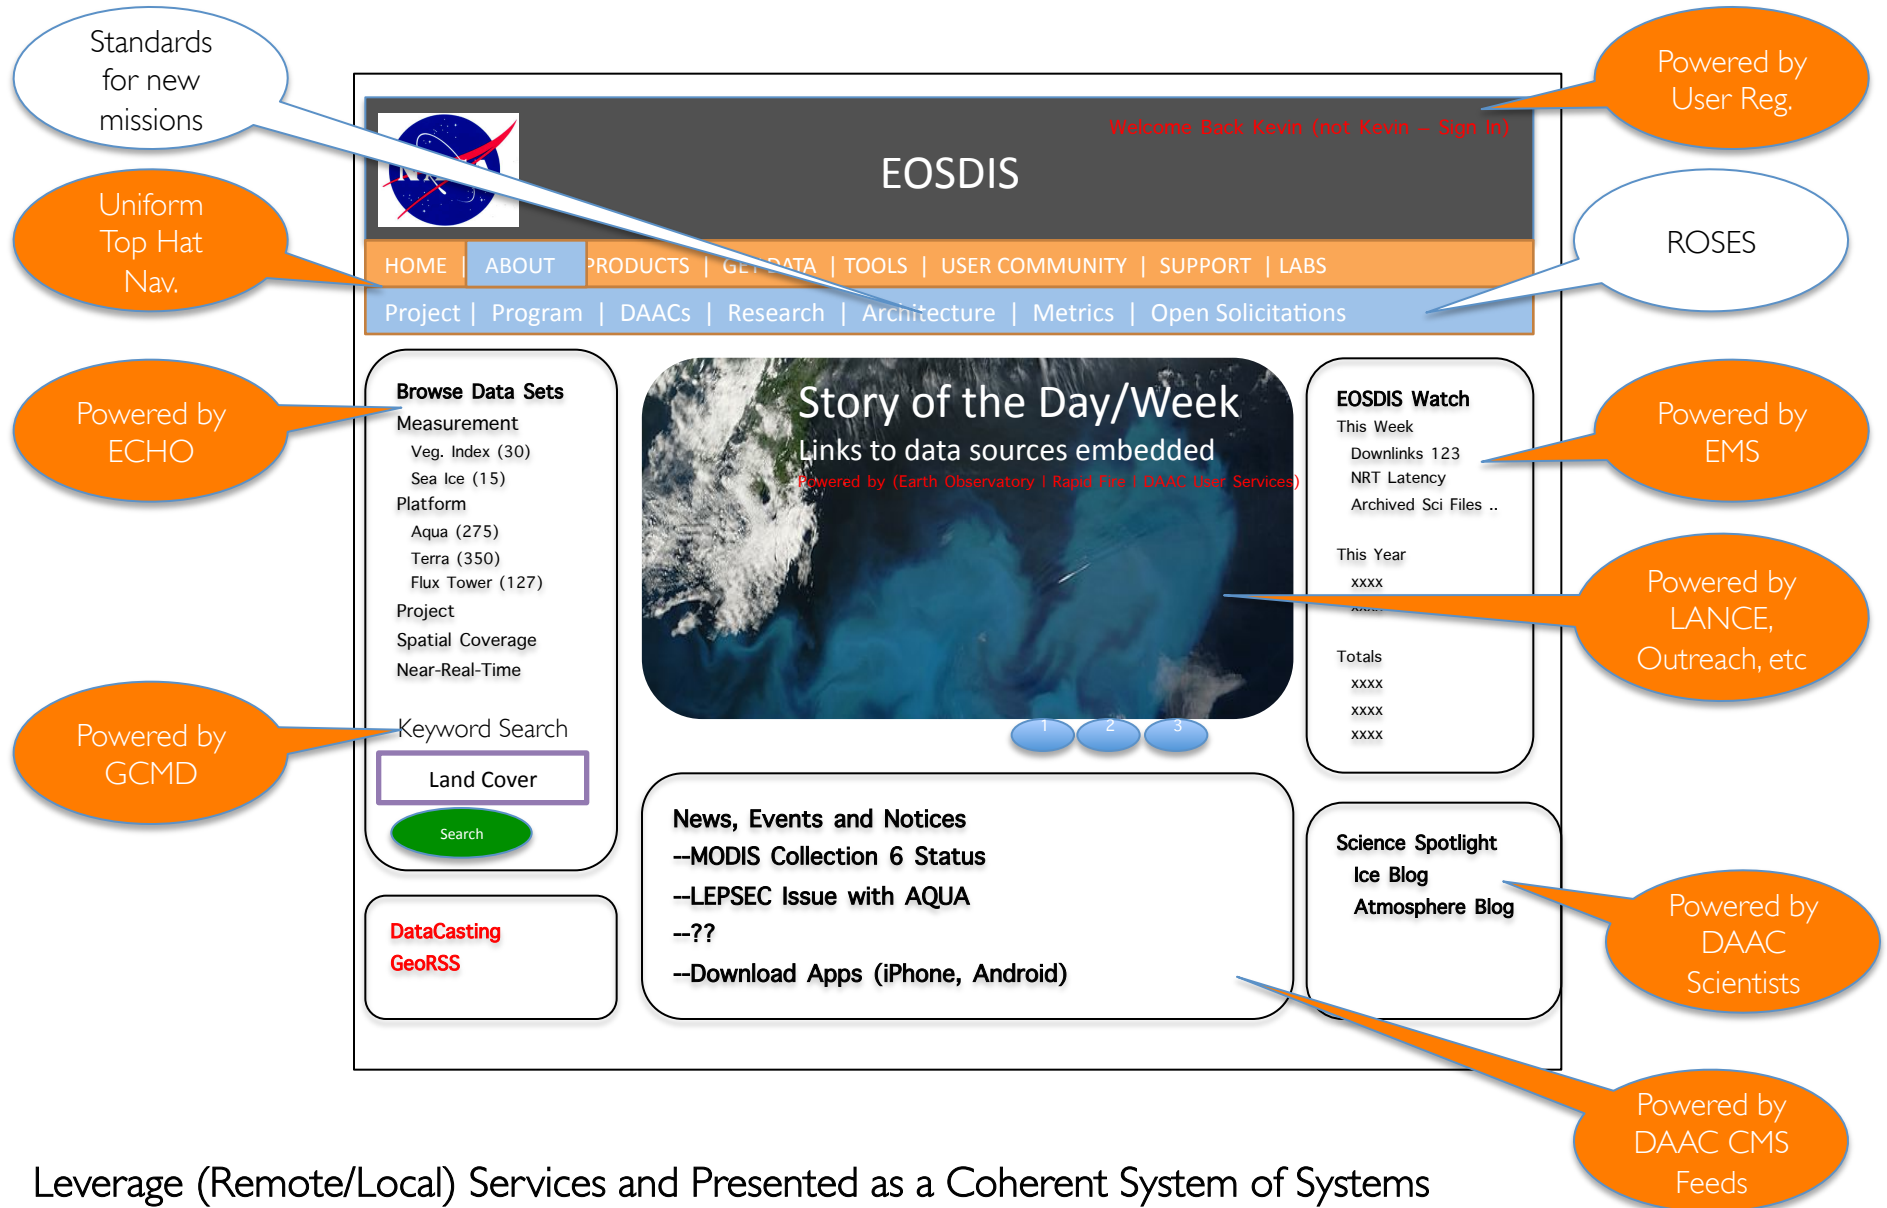 Standards
for new
missions
Powered by
User Reg.
Welcome Back Kevin (not Kevin – Sign In)
EOSDIS
Uniform
Top Hat
Nav.
ROSES
HOME | ABOUT PRODUCTS | GET DATA | TOOLS | USER COMMUNITY | SUPPORT | LABS
Project | Program | DAACs | Research | Architecture | Metrics | Open Solicitations
Powered by
ECHO
Browse Data Sets
Measurement
Veg. Index (30)
Sea Ice (15)
Platform
Aqua (275)
Terra (350)
Flux Tower (127)
Project
Spatial Coverage
Near-Real-Time
Powered by
GCMD
Keyword Search
Land Cover
Search
DataCasting
GeoRSS
Story of the Day/Week
Links to data sources embedded
Powered by (Earth Observatory | Rapid Fire | DAAC User Services)
1 2 3
News, Events and Notices
--MODIS Collection 6 Status
--LEPSEC Issue with AQUA
--??
--Download Apps (iPhone, Android)
EOSDIS Watch
This Week
Downlinks 123
NRT Latency
Archived Sci Files ..
This Year
xxxx
xxxx
Totals
xxxx
xxxx
xxxx
Powered by
EMS
Powered by
LANCE,
Outreach, etc
Science Spotlight
Ice Blog
Atmosphere Blog
Powered by
DAAC
Scientists
Powered by
DAAC CMS
Feeds
Leverage (Remote/Local) Services and Presented as a Coherent System of Systems